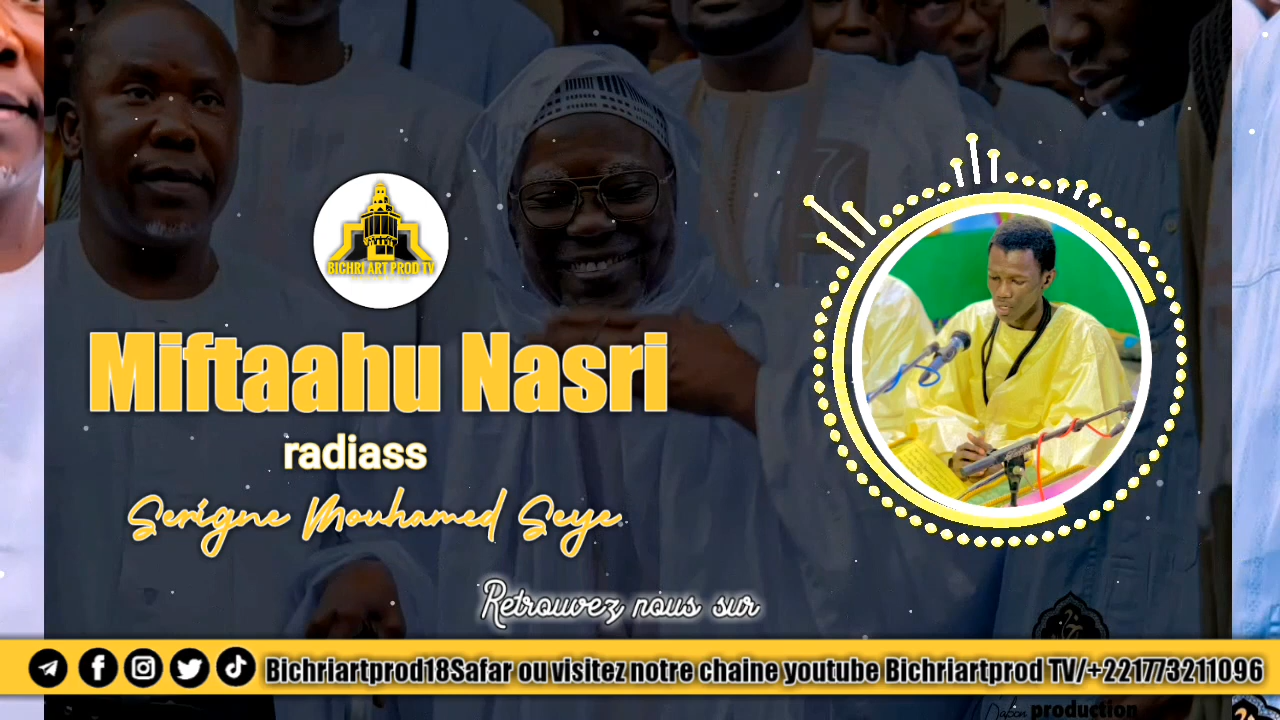 BICHRI ART PROD TV
Miftaahu Nasri
radiass
Serigne Mouhamed Seye
Retrouvez nous sur
Bichriartprod18Safar ou visitez notre chaine youtube Bichriartprod TV/+221773211096
production